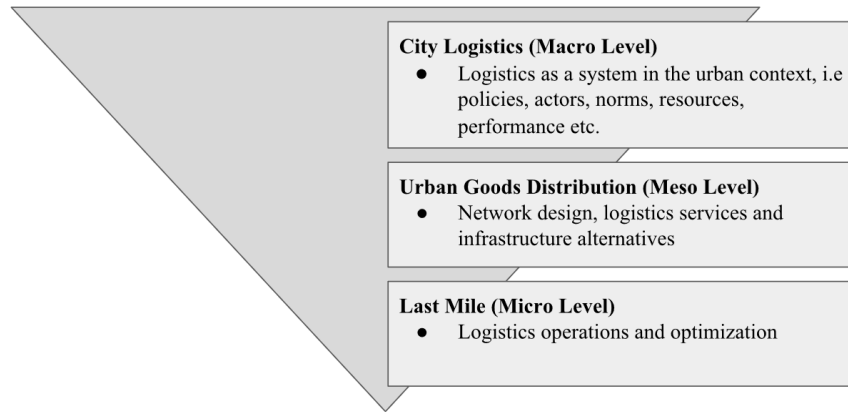 City Logistics (Macro Level)
● Logistics as a system in the urban context, i.e
policies, actors, norms, resources,
performance etc.
Urban Goods Distribution (Meso Level)
● Network design, logistics services and
infrastructure alternatives
Last Mile (Micro Level)
● Logistics operations and optimization